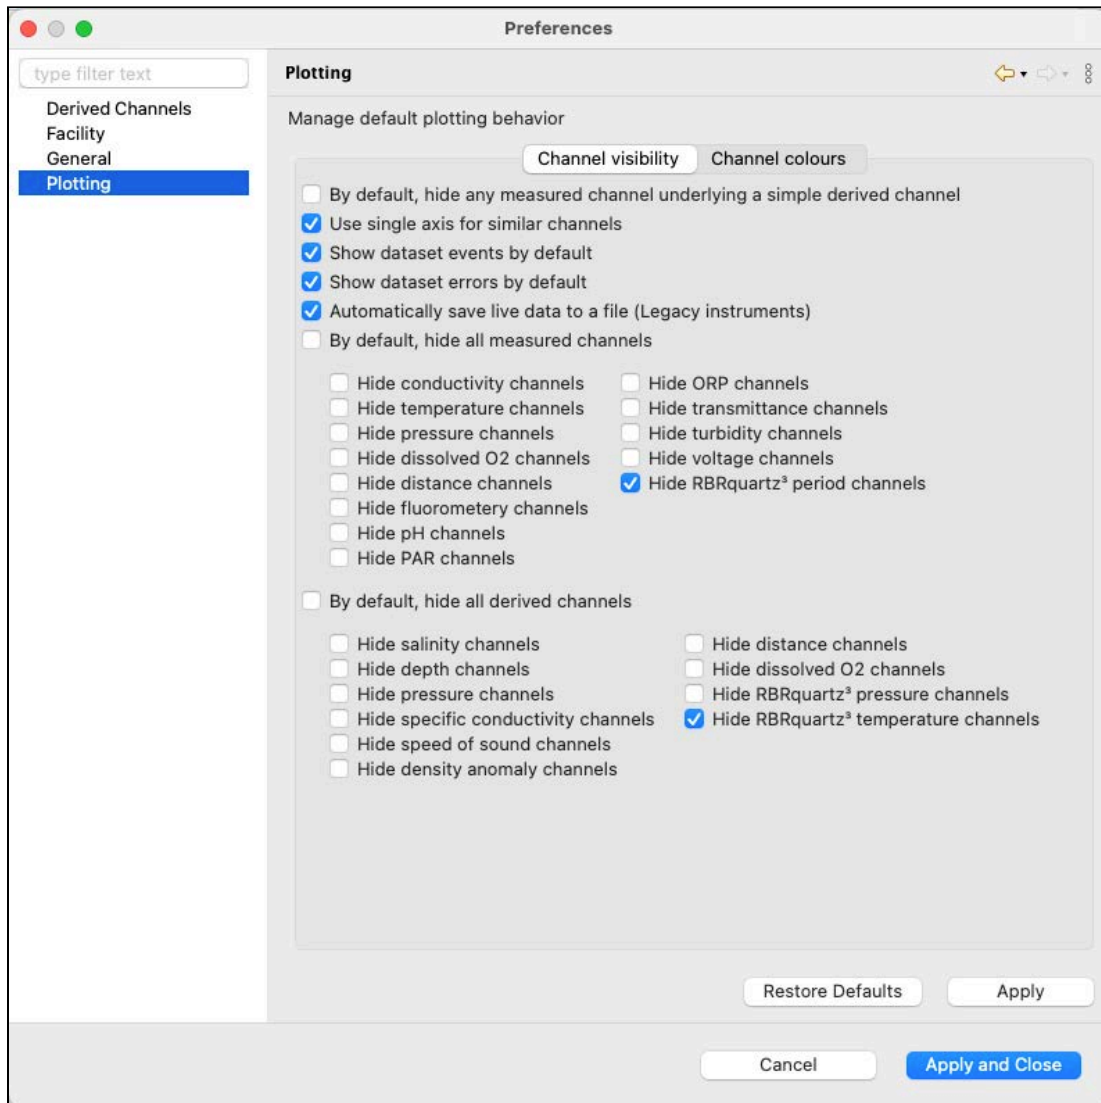 Preferences
type filter text
Derived Channels
Facility
General
Plotting
Plotting
Manage default plotting behavior
Channel visibility
Channel colours
By default, hide any measured channel underlying a simple derived channel
Use single axis for similar channels
Show dataset events by default
Show dataset errors by default
Automatically save live data to a file (Legacy instruments)
By default, hide all measured channels
Hide conductivity channels
Hide temperature channels
Hide pressure channels
Hide dissolved O2 channels
Hide distance channels
Hide fluorometery channels
Hide pH channels
Hide PAR channels
Hide ORP channels
Hide transmittance channels
Hide turbidity channels
Hide voltage channels
Hide RBRquartz³ period channels
By default, hide all derived channels
Hide salinity channels
Hide depth channels
Hide pressure channels
Hide specific conductivity channels
Hide speed of sound channels
Hide density anomaly channels
Hide distance channels
Hide dissolved O2 channels
Hide RBRquartz³ pressure channels
Hide RBRquartz³ temperature channels
Restore Defaults
Apply
Cancel
Apply and Close